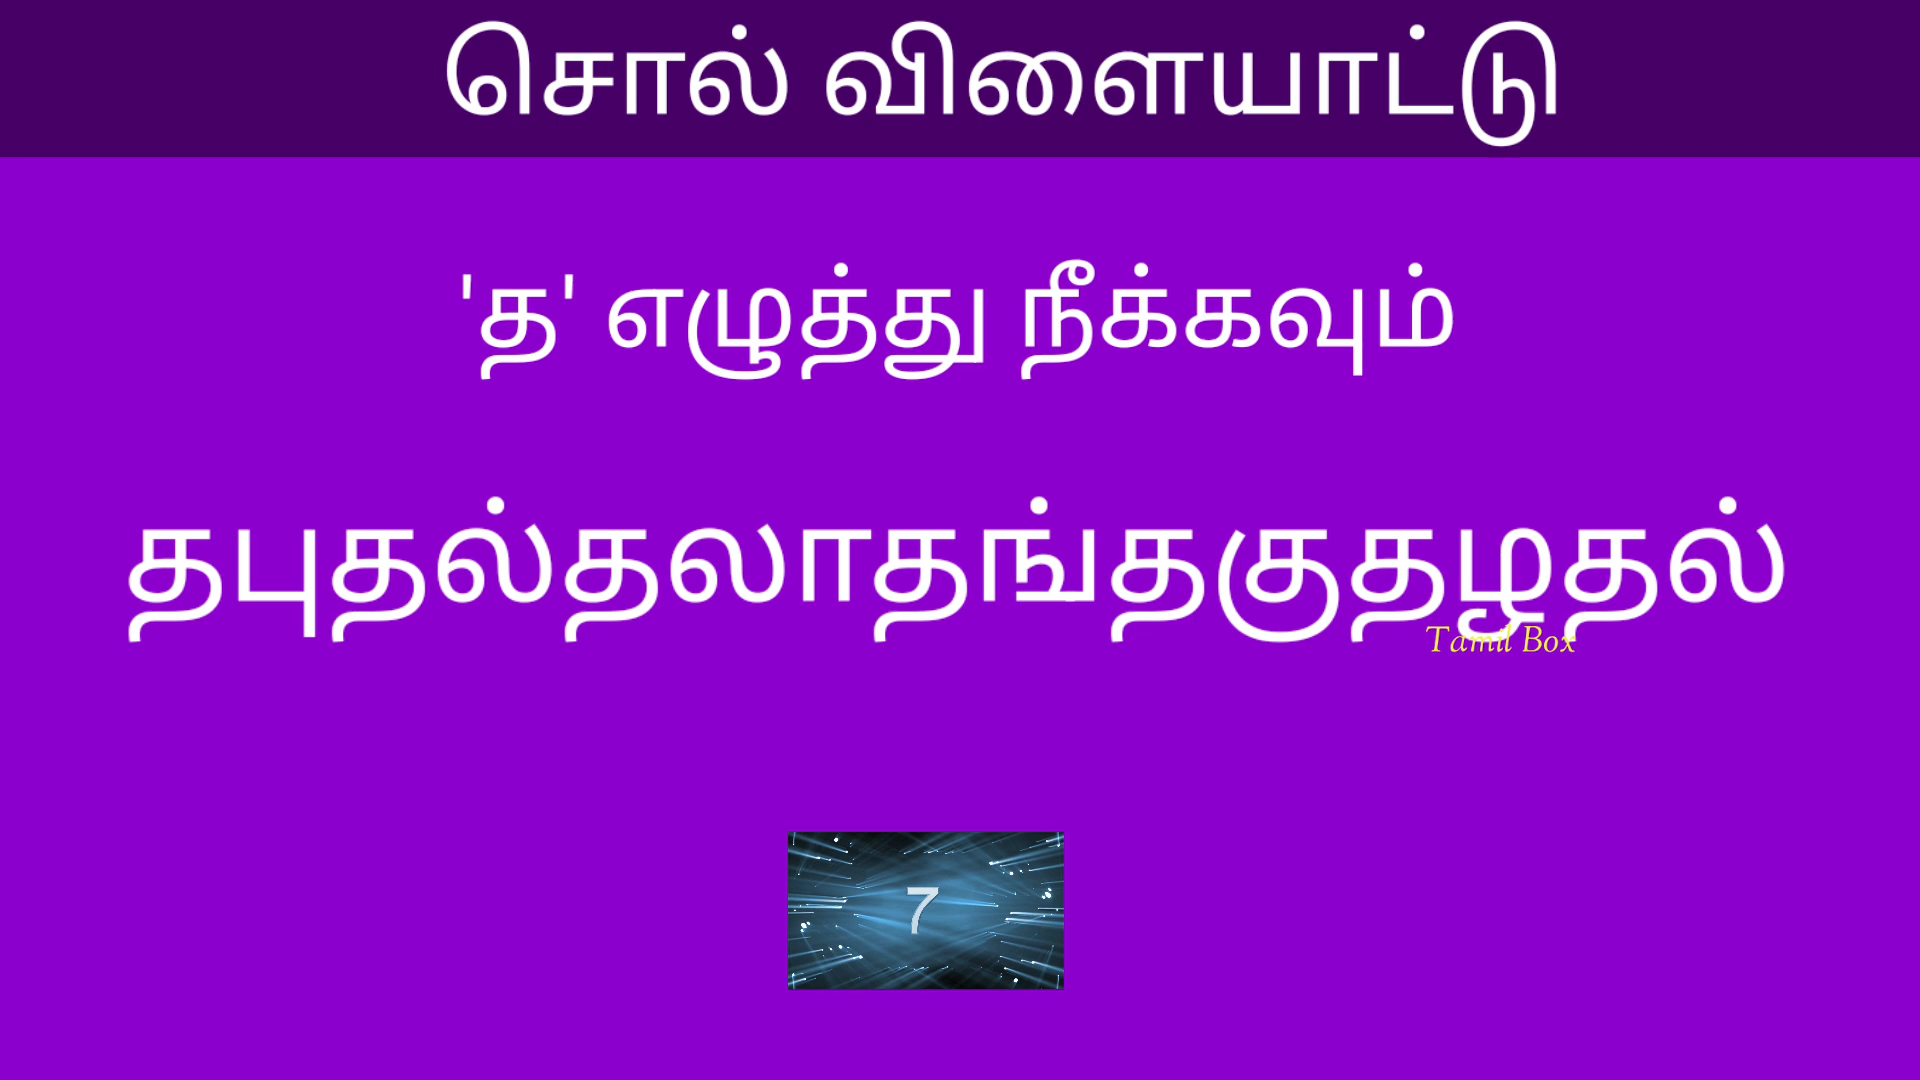 சொல் விளையாட்டு
'த' எழுத்து நீக்கவும்
தபுதல்தலாதங்தகுதழதல்
Tamil Box
7